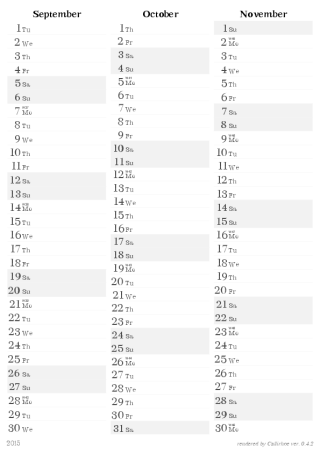 September
1 Tu
2 We
3 Th
4 Fr
5 Sa
6 Su
7 Mo
8 Tu
9 We
10 Th
11 Fr
12 Sa
13 Su
14 Mo
15 Tu
16 We
17 Th
18 Fr
19 Sa
20 Su
21 Mo
22 Tu
23 We
24 Th
25 Fr
26 Sa
27 Su
28 Mo
29 Tu
30 We
October
1 Th
2 Fr
3 Sa
4 Su
5 Mo
6 Tu
7 We
8 Th
9 Fr
10 Sa
11 Su
12 Mo
13 Tu
14 We
15 Th
16 Fr
17 Sa
18 Su
19 Mo
20 Tu
21 We
22 Th
23 Fr
24 Sa
25 Su
26 Mo
27 Tu
28 We
29 Th
30 Fr
31 Sa
November
1 Su
2 Mo
3 Tu
4 We
5 Th
6 Fr
7 Sa
8 Su
9 Mo
10 Tu
11 We
12 Th
13 Fr
14 Sa
15 Su
16 Mo
17 Tu
18 We
19 Th
20 Fr
21 Sa
22 Su
23 Mo
24 Tu
25 We
26 Th
27 Fr
28 Sa
29 Su
30 Mo
2015
rendered by ver.